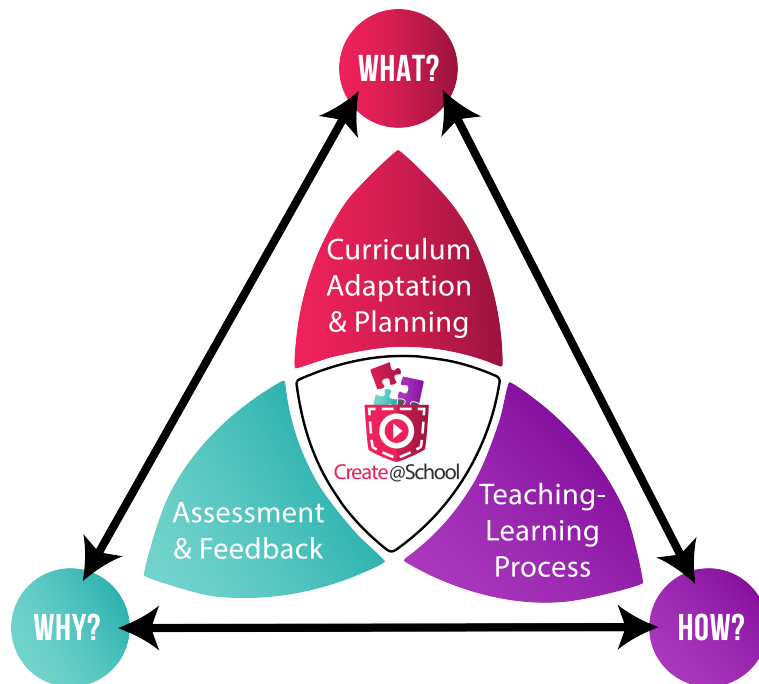 WHAT?
Curriculum
Adaptation
& Planning
Create@School
Assessment
& Feedback
Teaching-
Learning
Process
WHY?
HOW?